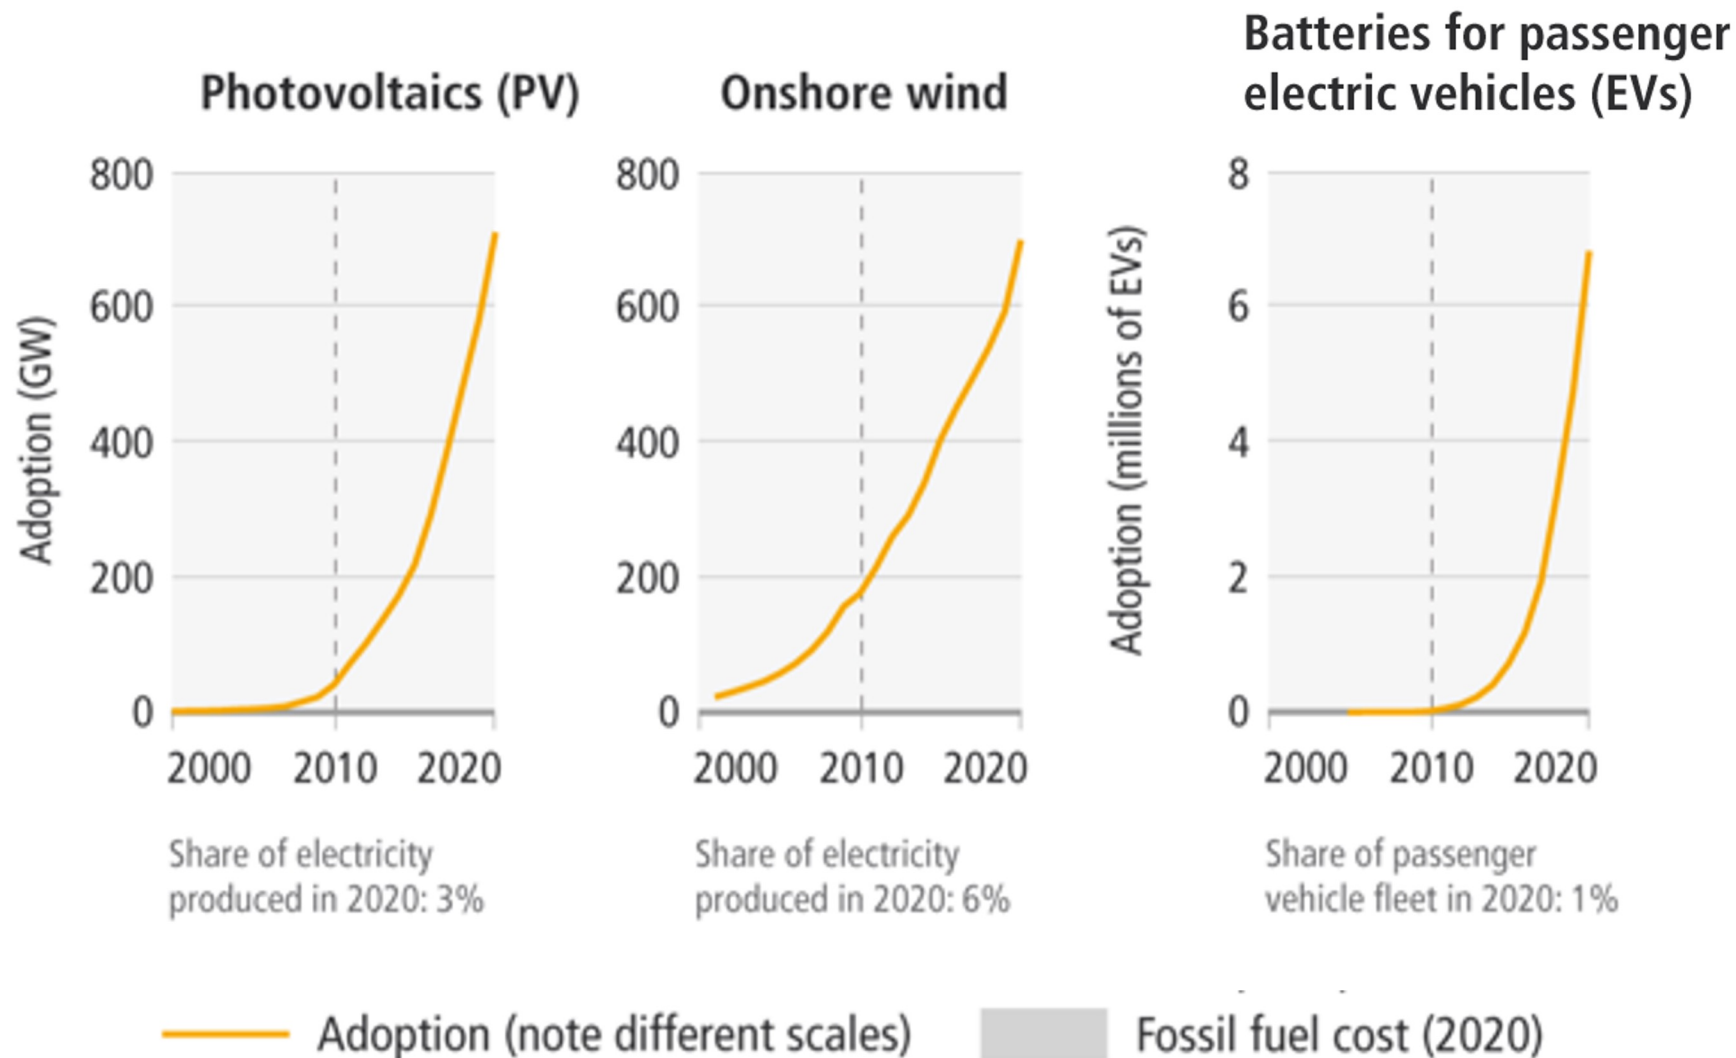 Photovoltaics (PV)
Onshore wind
Batteries for passenger
electric vehicles (EVs)
Adoption (GW)
800
600
400
200
0
2000 2010 2020
Share of electricity
produced in 2020: 3%
800
600
400
200
0
2000 2010 2020
Share of electricity
produced in 2020: 6%
Adoption (millions of EVs)
8
6
4
2
0
2000 2010 2020
Share of passenger
vehicle fleet in 2020: 1%
Adoption (note different scales)
Fossil fuel cost (2020)